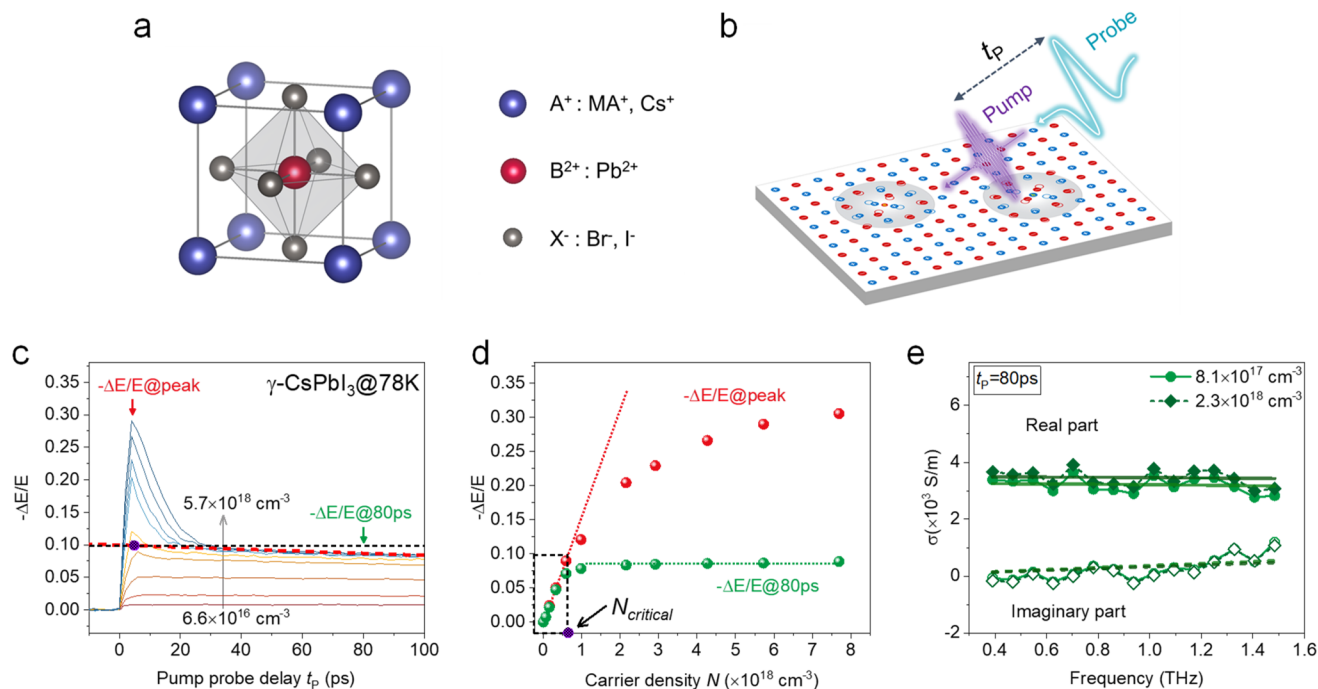 a
A⁺ : MA⁺, Cs⁺
B²⁺ : Pb²⁺
X⁻ : Br⁻, I⁻
b
tP
Probe
Pump
c
-ΔE/E@peak
γ-CsPbI₃@78K
5.7×10¹⁸ cm⁻³
-ΔE/E@80ps
6.6×10¹⁶ cm⁻³
0.35
0.30
0.25
0.20
0.15
0.10
0.05
0.00
-ΔE/E
0 20 40 60 80 100
Pump probe delay tP (ps)
d
-ΔE/E@peak
-ΔE/E@80ps
Ncritical
0.35
0.30
0.25
0.20
0.15
0.10
0.05
0.00
-ΔE/E
0 1 2 3 4 5 6 7 8
Carrier density N (×10¹⁸ cm⁻³)
e
tP=80ps
8.1×10¹⁷ cm⁻³
2.3×10¹⁸ cm⁻³
Real part
Imaginary part
6
4
2
0
-2
σ(×10³ S/m)
0.4 0.6 0.8 1.0 1.2 1.4 1.6
Frequency (THz)